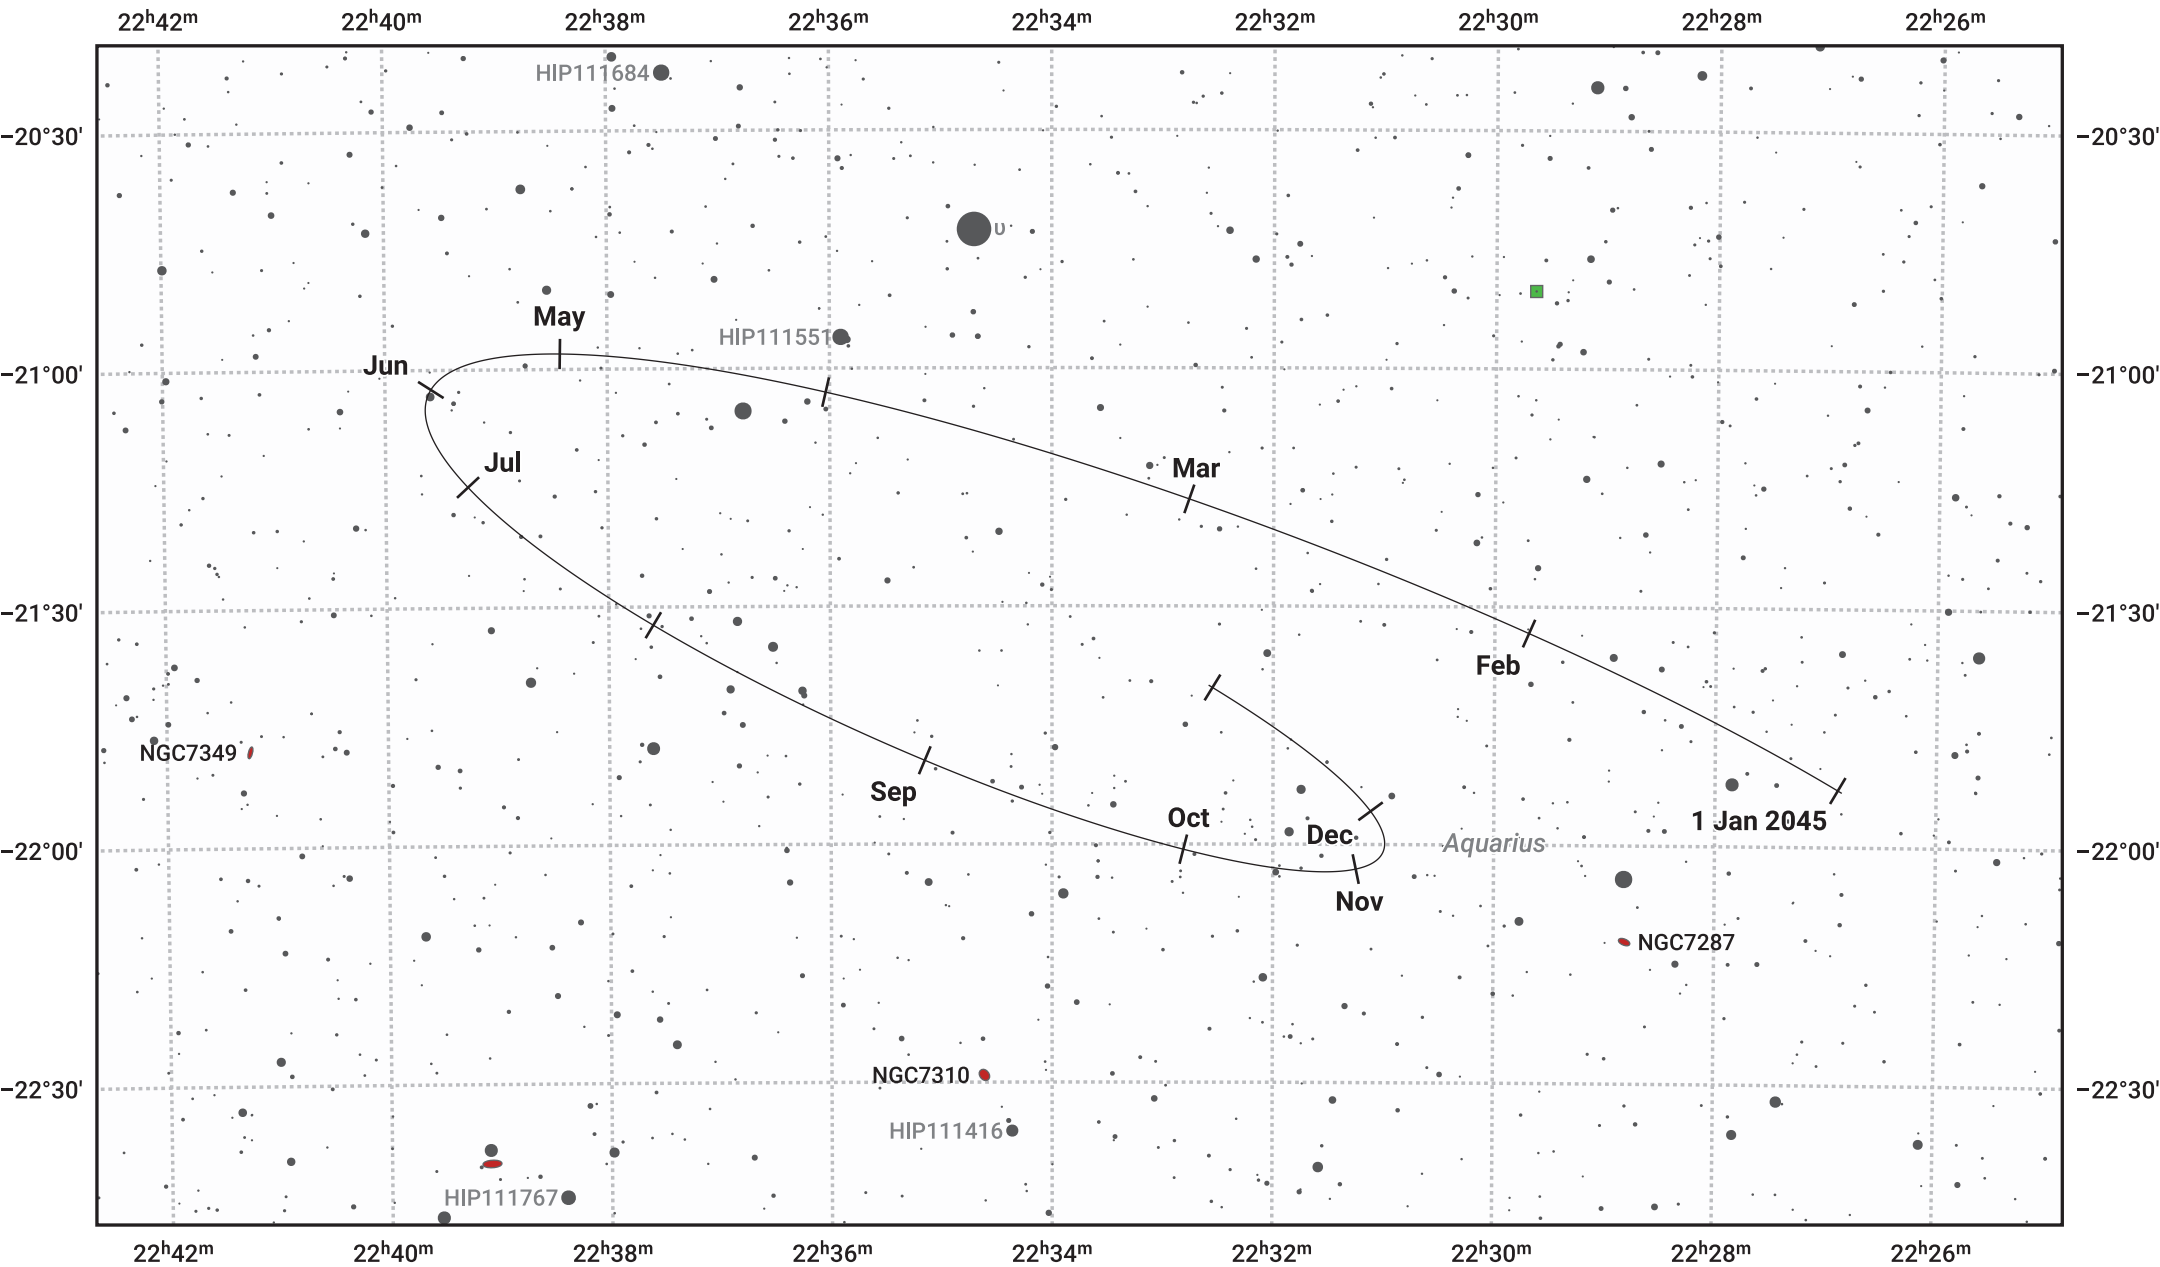 22h42m 22h40m 22h38m 22h36m 22h34m 22h32m 22h30m 22h28m 22h26m
HIP111684
−20°30' −20°30'
υ
May
HIP111551
Jun
−21°00' −21°00'
Jul
Mar
−21°30' −21°30'
Feb
NGC7349
Sep
Oct
1 Jan 2045
Dec
Aquarius
−22°00' −22°00'
Nov
NGC7287
NGC7310
−22°30' −22°30'
HIP111416
HIP111767
22h42m 22h40m 22h38m 22h36m 22h34m 22h32m 22h30m 22h28m 22h26m